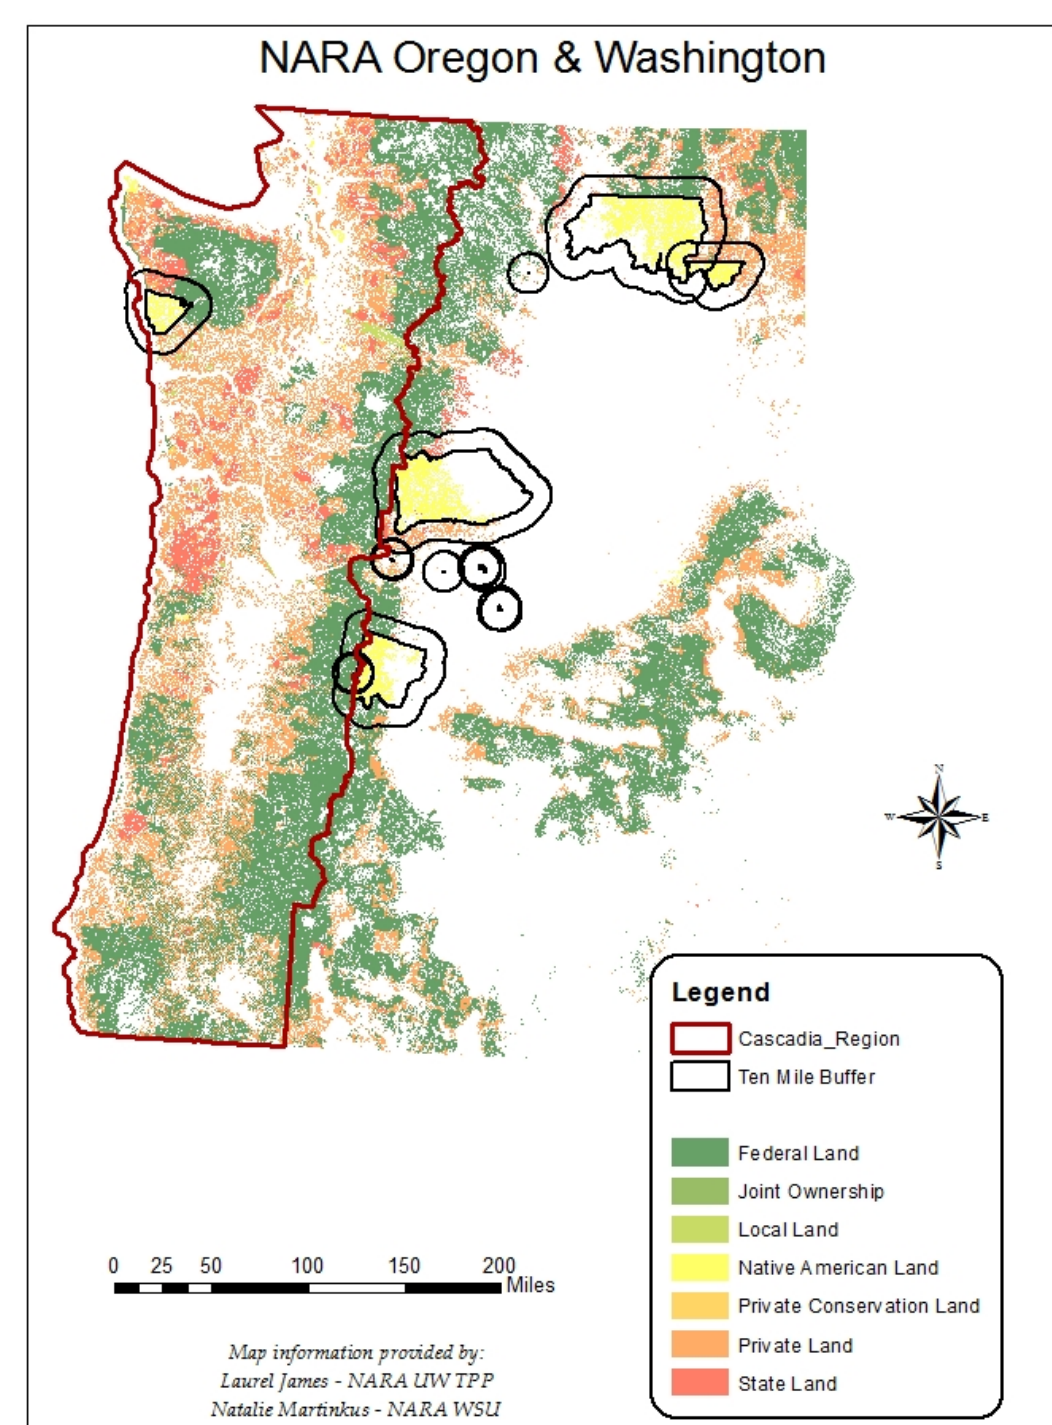 NARA Oregon & Washington
N
W E
S
Legend
Cascadia_Region
Ten Mile Buffer
Federal Land
Joint Ownership
Local Land
Native American Land
Private Conservation Land
Private Land
State Land
0 25 50 100 150 200
Miles
Map information provided by:
Laurel James - NARA UW TPP
Natalie Martinkus - NARA WSU